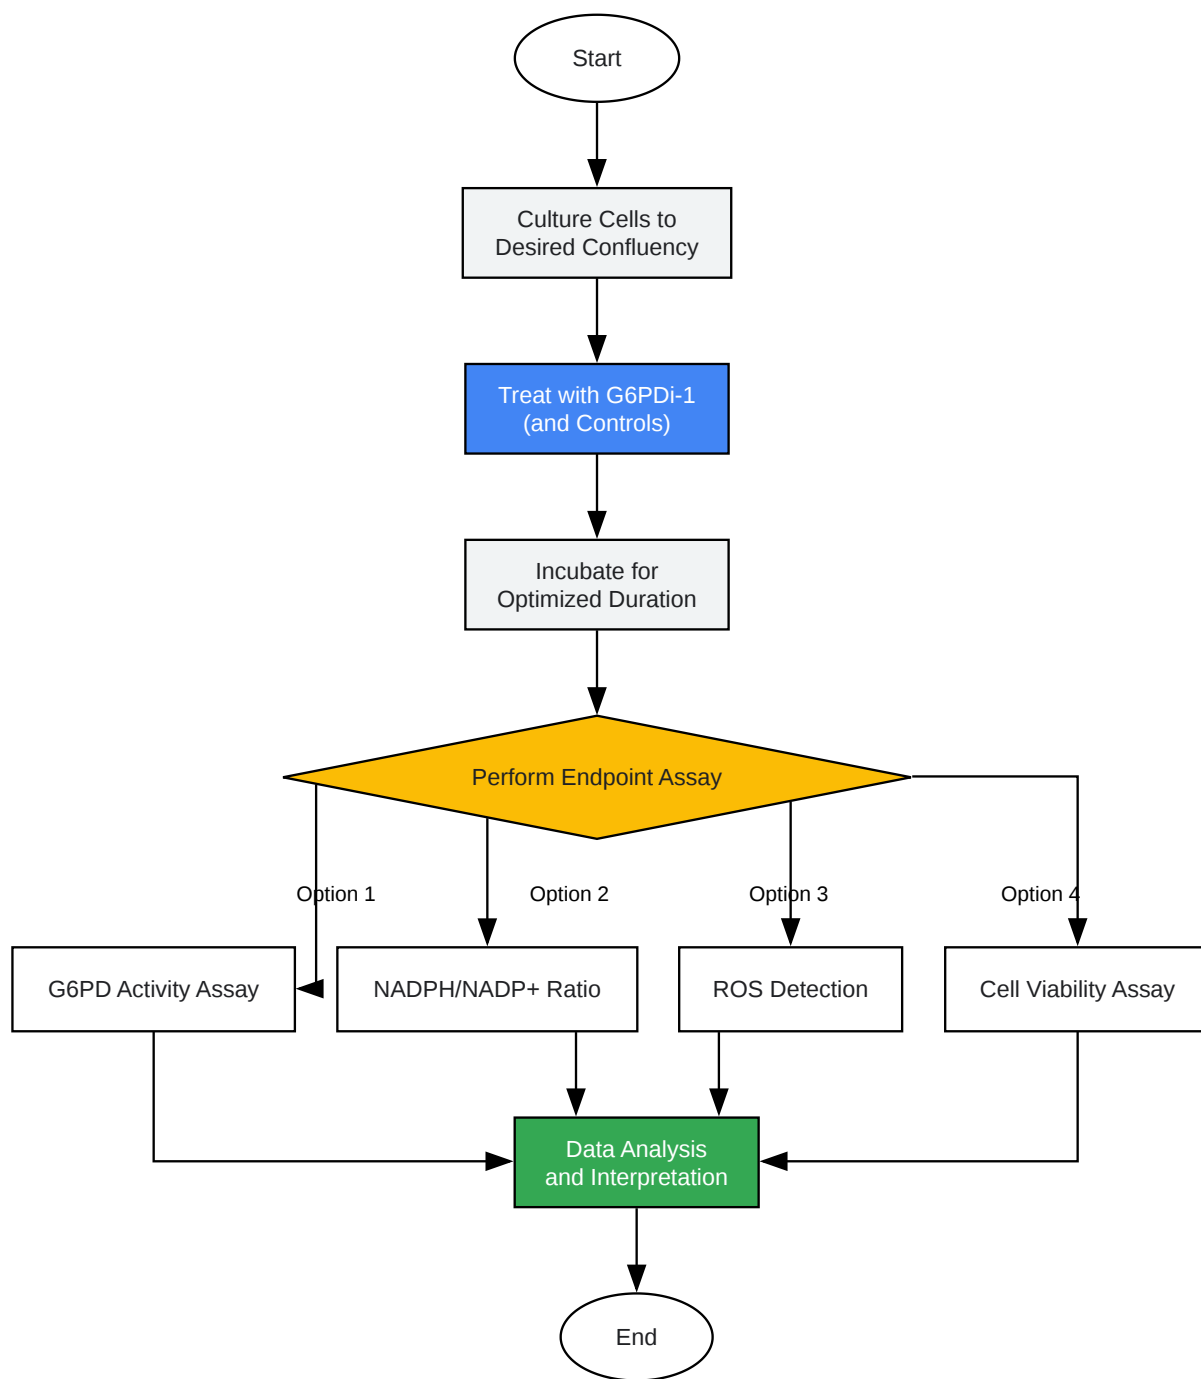 Start
Culture Cells to
Desired Confluency
Treat with G6PDi-1
(and Controls)
Incubate for
Optimized Duration
Perform Endpoint Assay
Option 1
Option 2
Option 3
Option 4
G6PD Activity Assay
NADPH/NADP+ Ratio
ROS Detection
Cell Viability Assay
Data Analysis
and Interpretation
End